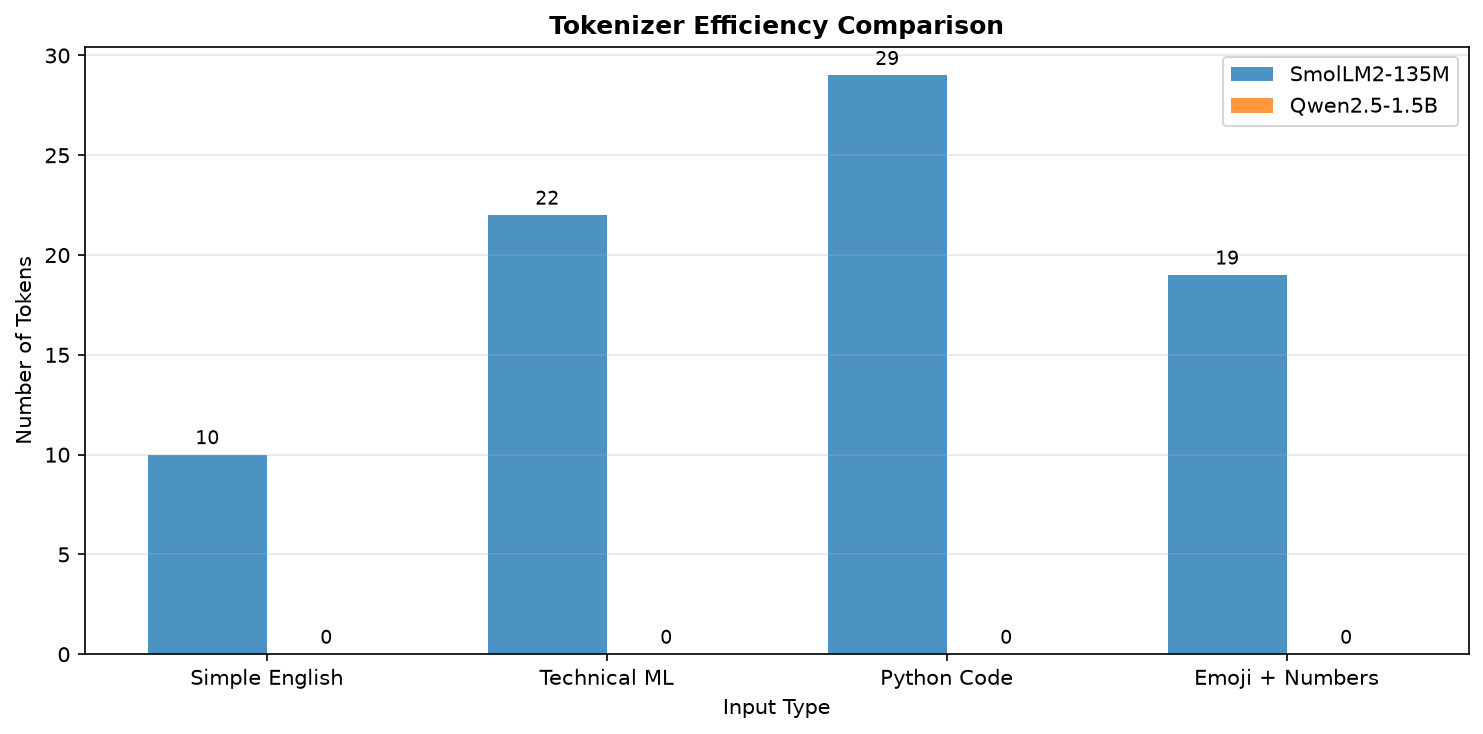 Tokenizer Efficiency Comparison
30
25
20
15
10
5
0
Number of Tokens
10
0
22
0
29
0
19
0
SmolLM2-135M
Qwen2.5-1.5B
Simple English
Technical ML
Python Code
Emoji + Numbers
Input Type